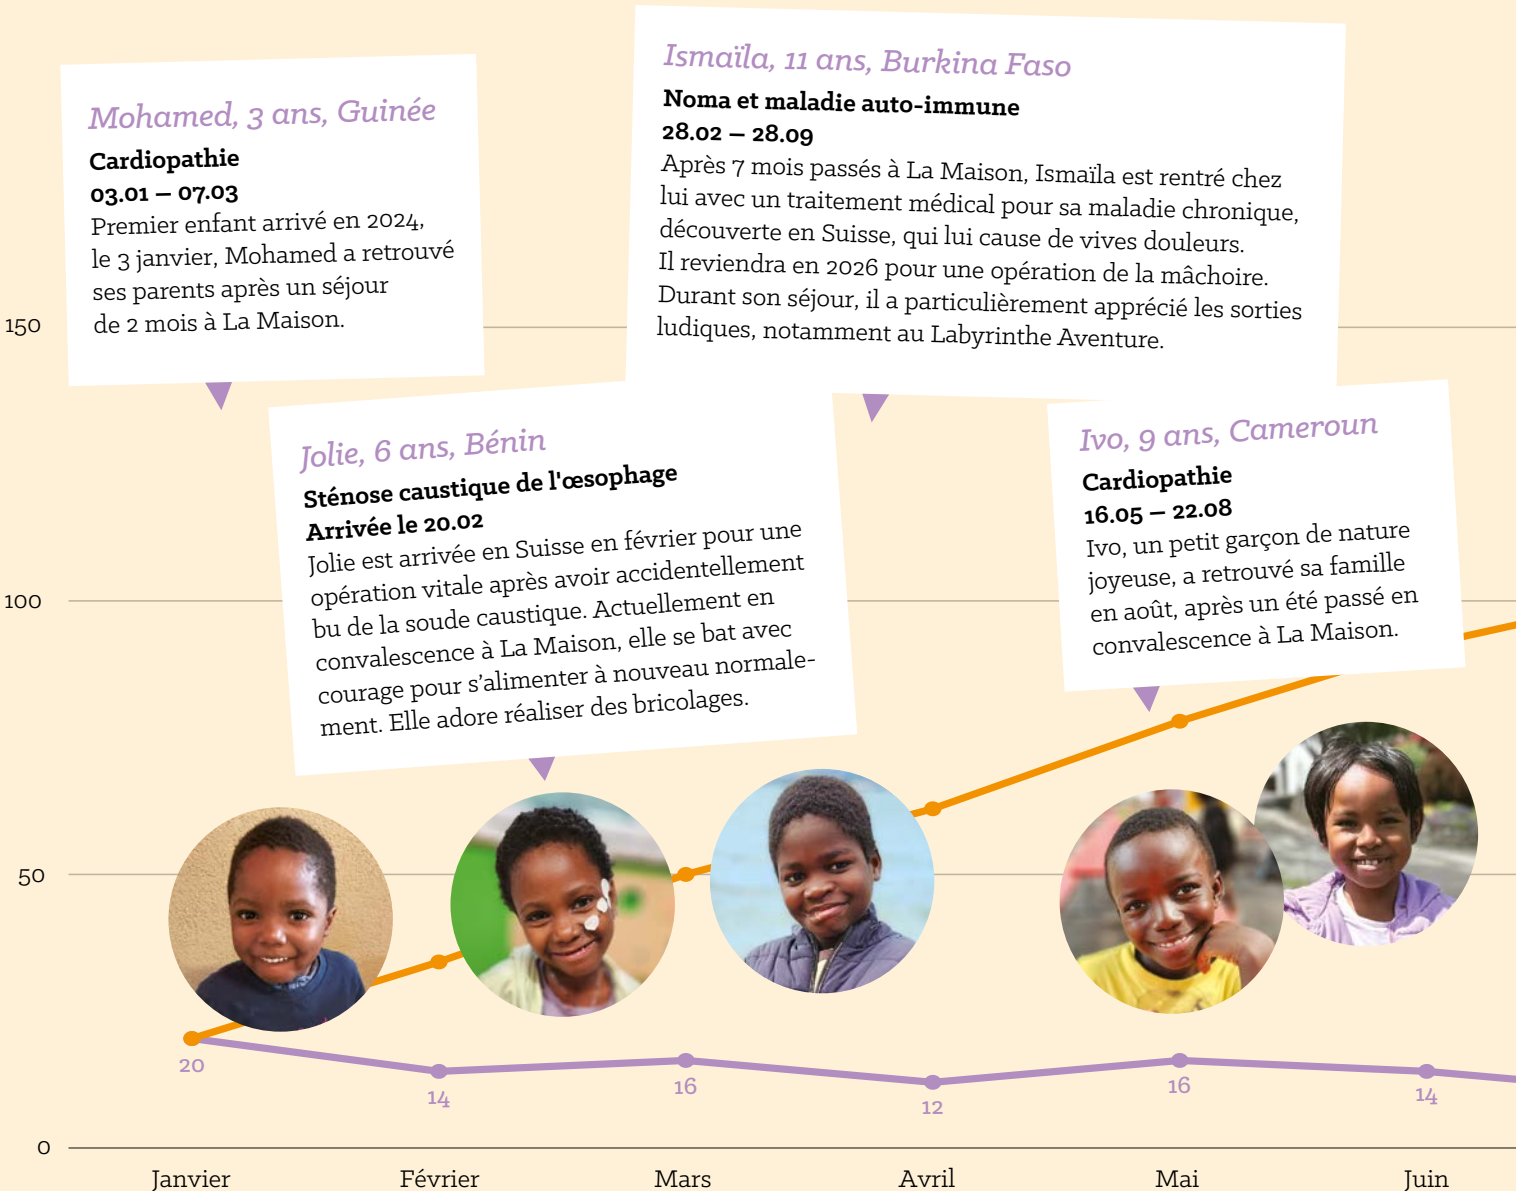 Mohamed, 3 ans, Guinée
Cardiopathie
03.01 – 07.03
Premier enfant arrivé en 2024,
le 3 janvier, Mohamed a retrouvé
ses parents après un séjour
de 2 mois à La Maison.
Ismaïla, 11 ans, Burkina Faso
Noma et maladie auto-immune
28.02 – 28.09
Après 7 mois passés à La Maison, Ismaïla est rentré chez
lui avec un traitement médical pour sa maladie chronique,
découverte en Suisse, qui lui cause de vives douleurs.
Il reviendra en 2026 pour une opération de la mâchoire.
Durant son séjour, il a particulièrement apprécié les sorties
ludiques, notamment au Labyrinthe Aventure.
Jolie, 6 ans, Bénin
Sténose caustique de l'œsophage
Arrivée le 20.02
Jolie est arrivée en Suisse en février pour une
opération vitale après avoir accidentellement
bu de la soude caustique. Actuellement en
convalescence à La Maison, elle se bat avec
courage pour s’alimenter à nouveau normale-
ment. Elle adore réaliser des bricolages.
Ivo, 9 ans, Cameroun
Cardiopathie
16.05 – 22.08
Ivo, un petit garçon de nature
joyeuse, a retrouvé sa famille
en août, après un été passé en
convalescence à La Maison.
150
100
50
0
20
14
16
12
16
14
Janvier
Février
Mars
Avril
Mai
Juin